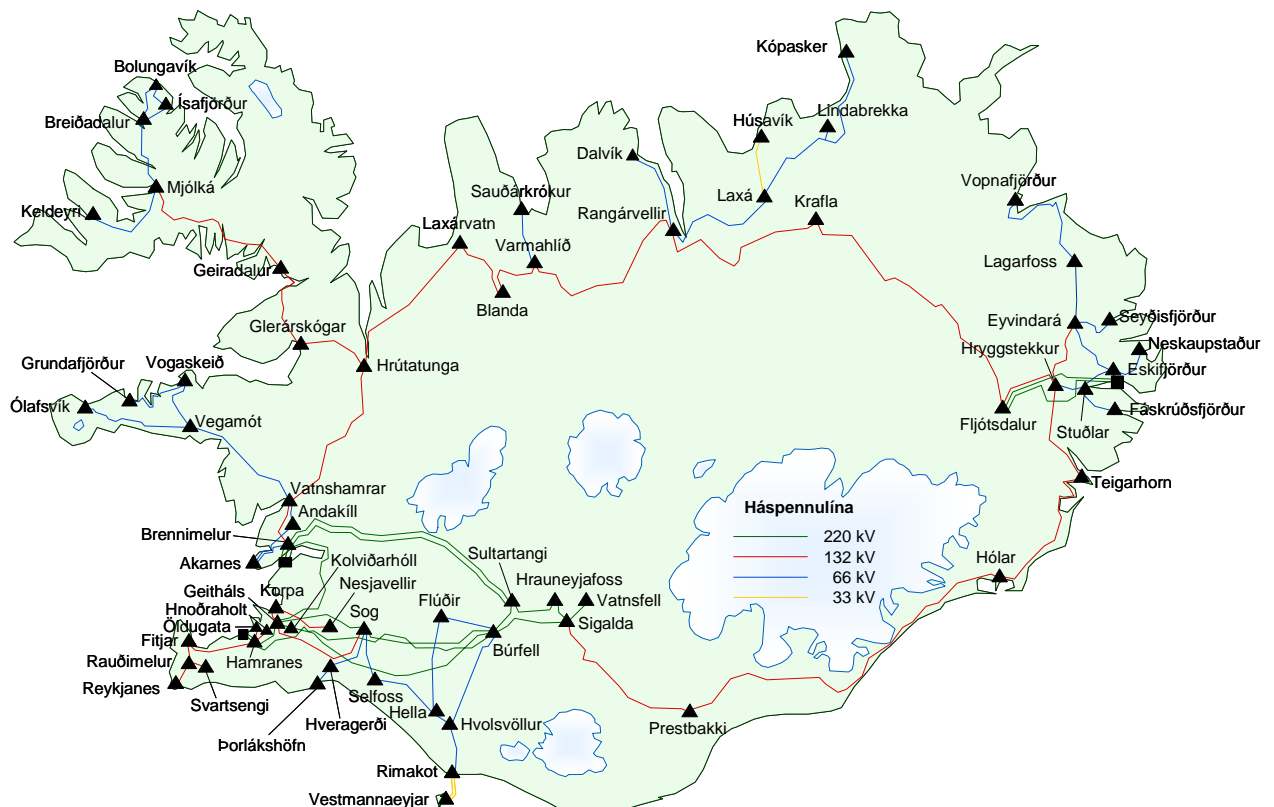 Kópasker
Bolungavík
Ísafjörður
Breiðadalur
Lindabrekka
Húsavík
Dalvík
Mjólká
Sauðárkrókur
Laxá
Vopnafjörður
Krafla
Keldeyri
Rangárvellir
Laxárvatn
Varmahlíð
Lagarfoss
Geiradalur
Blanda
Seyðisfjörður
Eyvindará
Glerárskógar
Neskaupstaður
Hryggstekkur
Grundafjörður
Vogaskeið
Hrútatunga
Eskifjörður
Ólafsvík
Fáskrúðsfjörður
Vegamót
Fljótsdalur
Stuðlar
Teigarhorn
Vatnshamrar
Háspennulína
Andakíll
Brennimelur
220 kV
132 kV
66 kV
33 kV
Akarnes
Kolviðarhóll
Sultartangi
Hólar
Nesjavellir
Hrauneyjafoss
Geitháls
Korpa
Flúðir
Vatnsfell
Hnoðraholt
Sog
Öldugata
Sigalda
Fitjar
Búrfell
Hamranes
Rauðimelur
Reykjanes
Selfoss
Svartsengi
Hella
Hveragerði
Hvolsvöllur
Prestbakki
Þorlákshöfn
Rimakot
Vestmannaeyjar